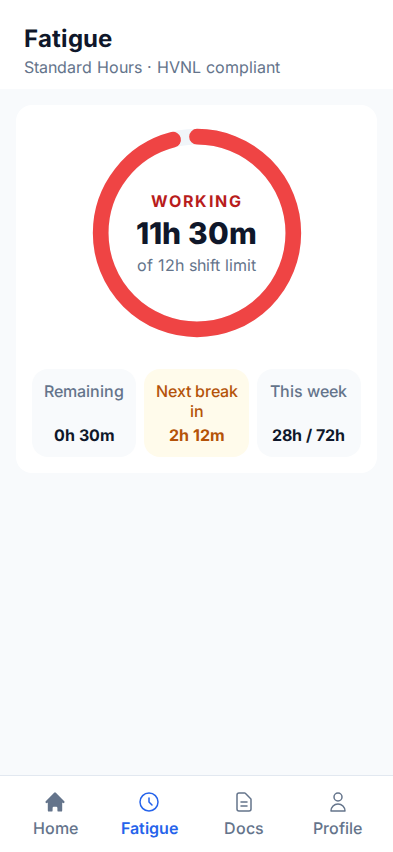 Fatigue
Standard Hours · HVNL compliant
WORKING
11h 30m
of 12h shift limit
Remaining
0h 30m
Next break
in
2h 12m
This week
28h / 72h
Home
Fatigue
Docs
Profile